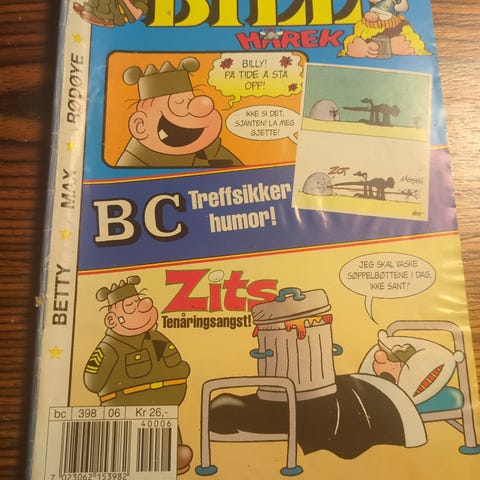 BILL
HÅREK
BILLY!
PÅ TIDE Å STÅ
OPP!
IKKE SI DET,
SJANTEN! LA MEG
GJETTE!
ZOT
BC
Treffsikker
humor!
Zits
Tenåringsangst!
JEG SKAL VASKE
SØPPELBØTTENE I DAG,
IKKE SANT?
BETTY
MAX
RØDØYE
bc 398 06 Kr 26,-
40006
7 023062 153982